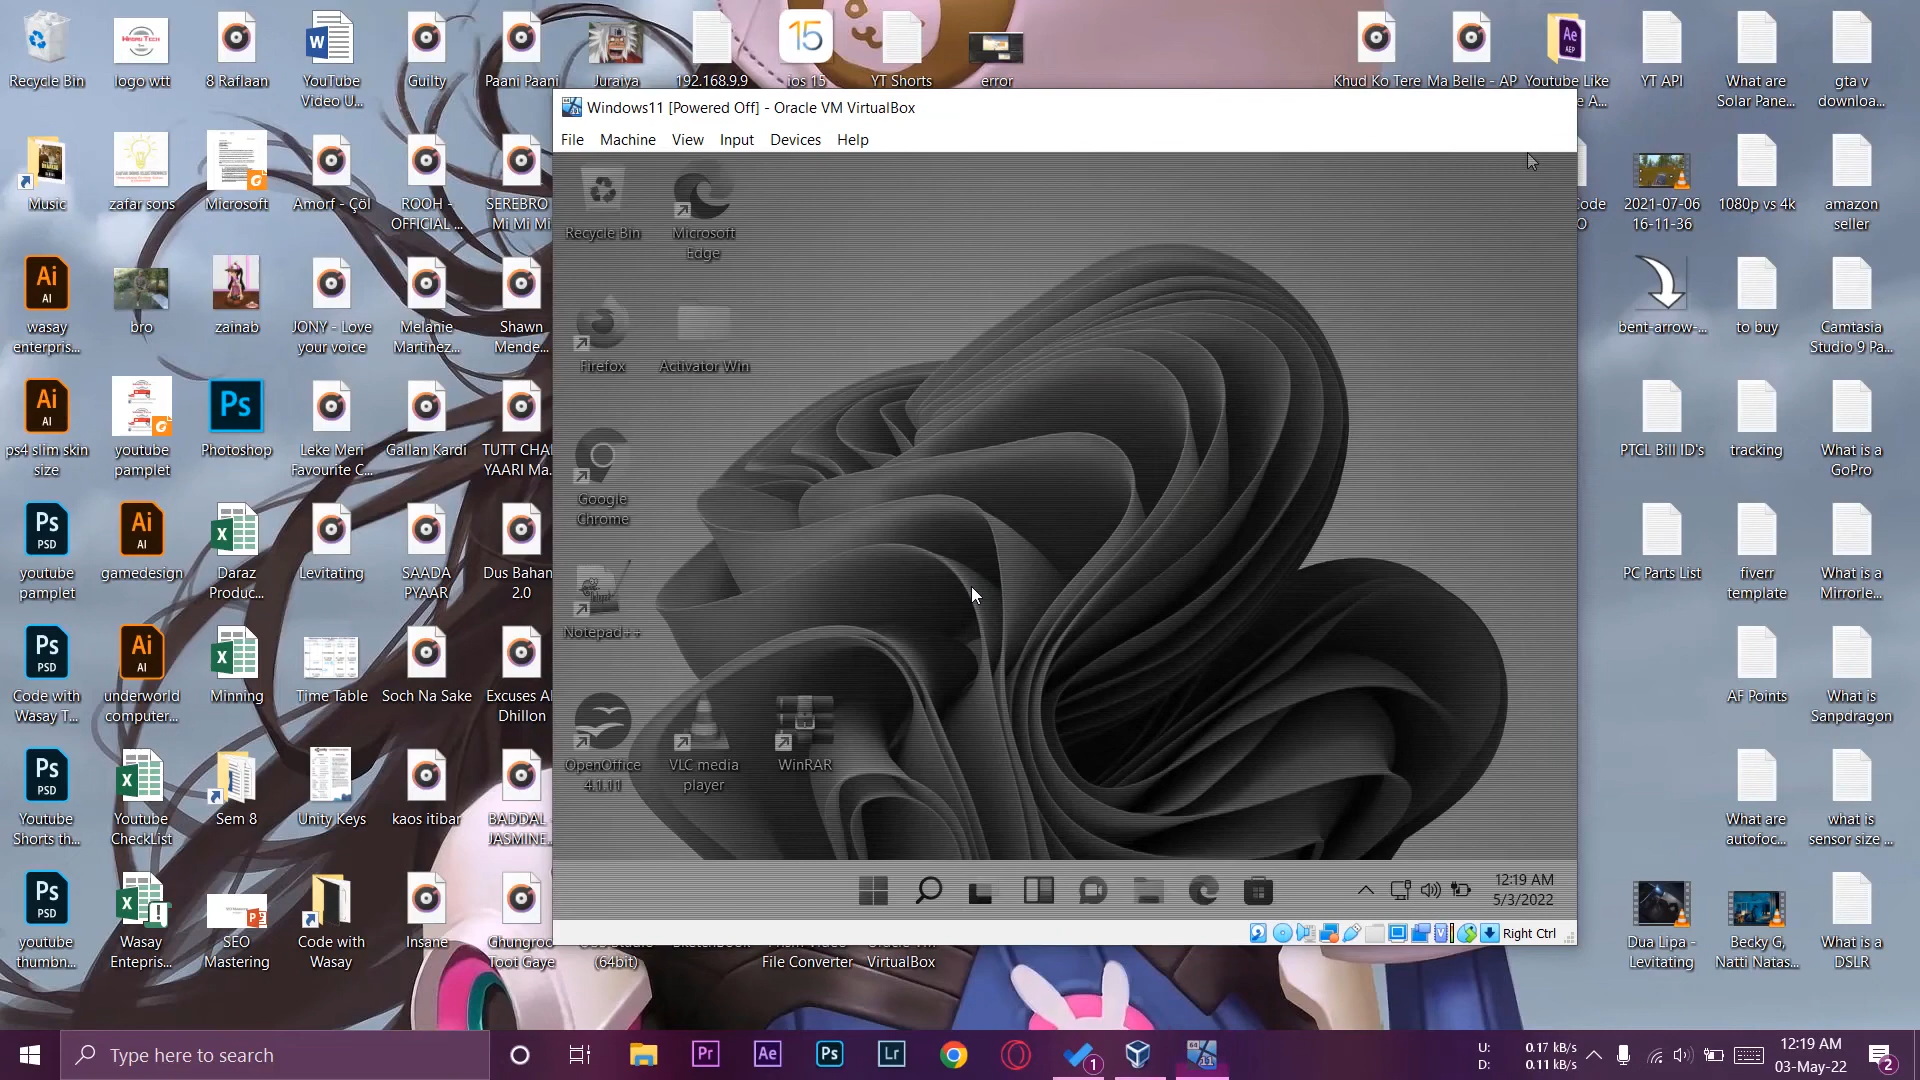 Recycle Bin
logo wtt
8 Raflaan
YouTube
Video U...
Guilty
Paani Paani
Juraiya
192.168.9.9
15
ios 15
YT Shorts
error
Khud Ko Tere
Ma Belle - AP
Youtube Like
e A...
YT API
What are
Solar Pane...
gta v
downloa...
Windows11 [Powered Off] - Oracle VM VirtualBox
File Machine View Input Devices Help
Music
zafar sons
Microsoft
Amorf - Çöl
ROOH -
OFFICIAL ...
SEREBRO
Mi Mi Mi
ode
O
2021-07-06
16-11-36
1080p vs 4k
amazon
seller
Recycle Bin
Microsoft
Edge
wasay
enterpris...
bro
zainab
JONY - Love
your voice
Melanie
Martinez...
Shawn
Mende...
bent-arrow-...
to buy
Camtasia
Studio 9 Pa...
Firefox
Activator Win
ps4 slim skin
size
youtube
pamplet
Photoshop
Leke Meri
Favourite C...
Gallan Kardi
TUTT CHA
YAARI Ma...
PTCL Bill ID's
tracking
What is a
GoPro
Google
Chrome
youtube
pamplet
gamedesign
Daraz
Produc...
Levitating
SAADA
PYAAR
Dus Bahan
2.0
PC Parts List
fiverr
template
What is a
Mirrorle...
Notepad++
Code with
Wasay T...
underworld
computer...
Minning
Time Table
Soch Na Sake
Excuses A
Dhillon
AF Points
What is
Sanpdragon
OpenOffice
4.1.11
VLC media
player
WinRAR
Youtube
Shorts th...
Youtube
CheckList
Sem 8
Unity Keys
kaos itibar
BADDAL
JASMINE...
What are
autofoc...
what is
sensor size ...
12:19 AM
5/3/2022
Right Ctrl
youtube
thumbn...
Wasay
Entepris...
SEO
Mastering
Code with
Wasay
Insane
Ghungroo
Toot Gaye
(64bit)
File Converter
VirtualBox
Dua Lipa -
Levitating
Becky G,
Natti Natas...
What is a
DSLR
Type here to search
U: 0.17 kB/s
D: 0.11 kB/s
12:19 AM
03-May-22